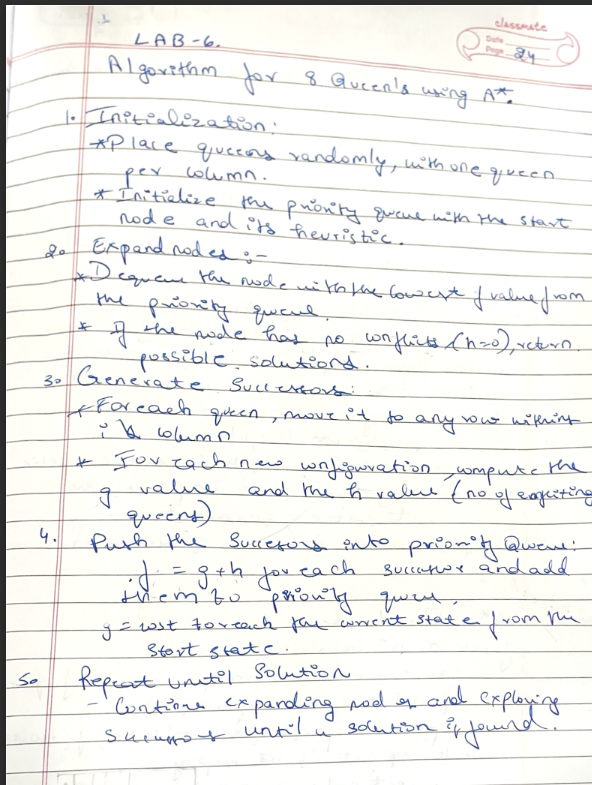 classmate
Date
Page 24
LAB-6.
Algorithm for 8 Queen's using A*.
1. Initialization:
*Place queens randomly, with one queen
per column.
* Initialize the priority queue with the start
node and its heuristic.
2. Expand nodes :-
* Dequeue the node with the lowest f value from
the priority queue.
* If the node has no conflicts (h=0), return
possible solutions.
3. Generate Successors:
* For each queen, move it to any row within
its column
* For each new configuration, compute the
g value and the h value (no of
queens)
4. Push the Successors into priority Queue:
f = g+h for each successor and add
them to priority queue.
g = cost to reach the current state from the
start state.
5. Repeat until Solution
- Continue expanding nodes and exploring
successors until a solution is found.